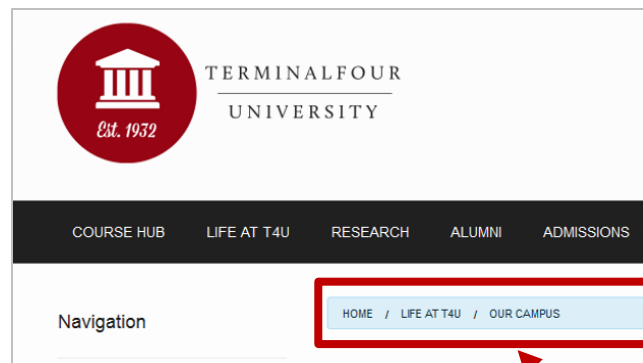 TERMINALFOUR
UNIVERSITY
Est. 1932
COURSE HUB LIFE AT T4U RESEARCH ALUMNI ADMISSIONS
Navigation
HOME / LIFE AT T4U / OUR CAMPUS